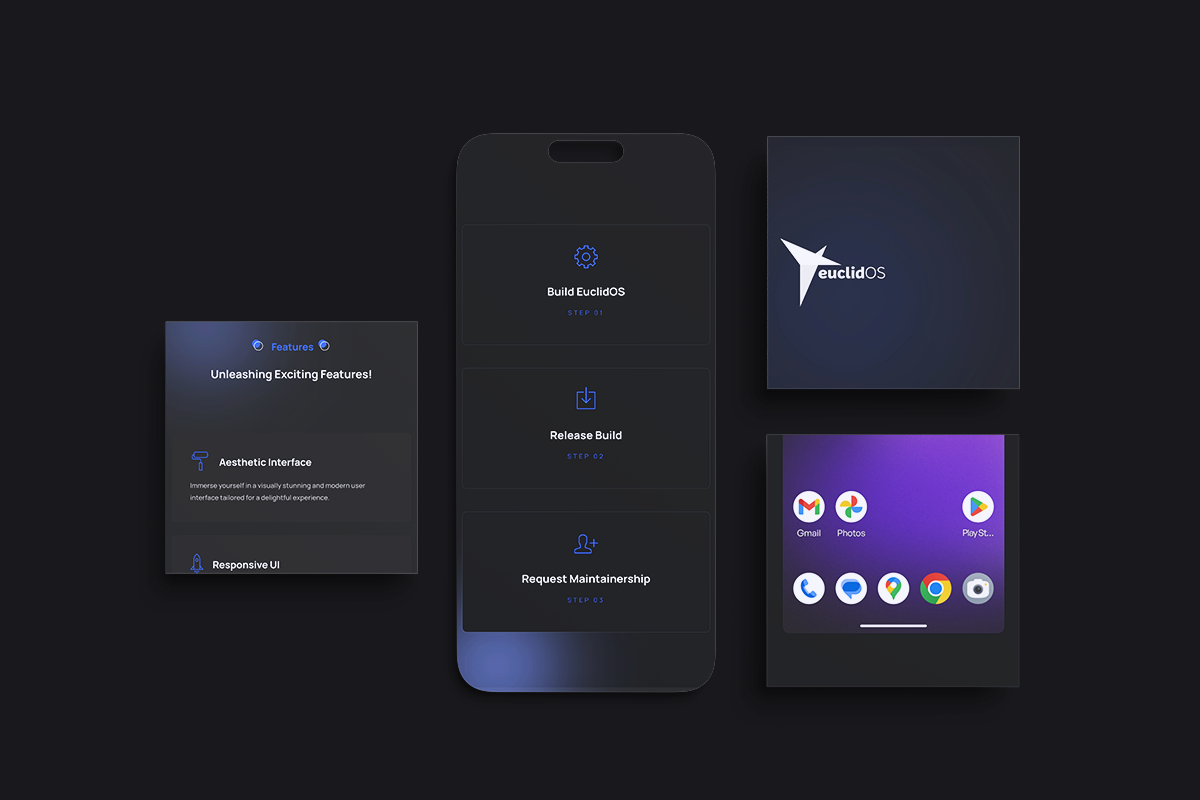 Features
Unleashing Exciting Features!
Aesthetic Interface
Immerse yourself in a visually stunning and modern user
interface tailored for a delightful experience.
Responsive UI
Build EuclidOS
STEP 01
Release Build
STEP 02
Request Maintainership
STEP 03
euclidOS
Gmail
Photos
Play St...